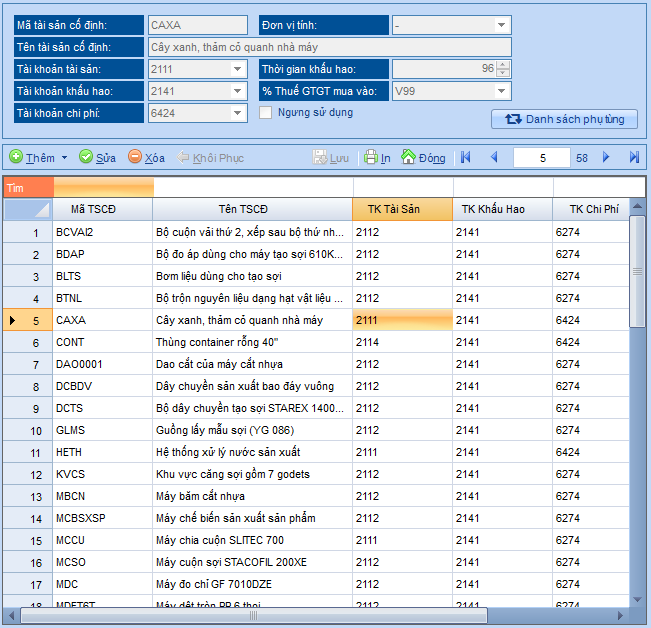 Mã tài sản cố định: CAXA Đơn vị tính: -
Tên tài sản cố định: Cây xanh, thảm cỏ quanh nhà máy
Tài khoản tài sản: 2111 Thời gian khấu hao: 96
Tài khoản khấu hao: 2141 % Thuế GTGT mua vào: V99
Tài khoản chi phí: 6424 Ngưng sử dụng
Danh sách phụ tùng
Thêm Sửa Xóa Khôi Phục Lưu In Đóng 5 58
Tìm
Mã TSCĐ Tên TSCĐ TK Tài Sản TK Khấu Hao TK Chi Phí
1 BCVAI2 Bộ cuộn vải thứ 2, xếp sau bộ thứ nh... 2112 2141 6274
2 BDAP Bộ đo áp dùng cho máy tạo sợi 610K... 2112 2141 6274
3 BLTS Bơm liệu dùng cho tạo sợi 2112 2141 6274
4 BTNL Bộ trộn nguyên liệu dạng hạt vật liệu ... 2112 2141 6274
5 CAXA Cây xanh, thảm cỏ quanh nhà máy 2111 2141 6424
6 CONT Thùng container rỗng 40" 2114 2141 6424
7 DAO0001 Dao cắt của máy cắt nhựa 2112 2141 6274
8 DCBDV Dây chuyền sản xuất bao đáy vuông 2112 2141 6274
9 DCTS Bộ dây chuyền tạo sợi STAREX 1400... 2112 2141 6274
10 GLMS Guồng lấy mẫu sợi (YG 086) 2112 2141 6274
11 HETH Hệ thống xử lý nước sản xuất 2111 2141 6424
12 KVCS Khu vực căng sợi gồm 7 godets 2112 2141 6274
13 MBCN Máy băm cắt nhựa 2112 2141 6274
14 MCBSXSP Máy chế biến sản xuất sản phẩm 2112 2141 6274
15 MCCU Máy chia cuộn SLITEC 700 2111 2141 6274
16 MCSO Máy cuộn sợi STACOFIL 200XE 2112 2141 6274
17 MDC Máy đo chỉ GF 7010DZE 2112 2141 6274
18 MDET6T Máy dệt tròn PP 6 thoi 2112 2141 6274